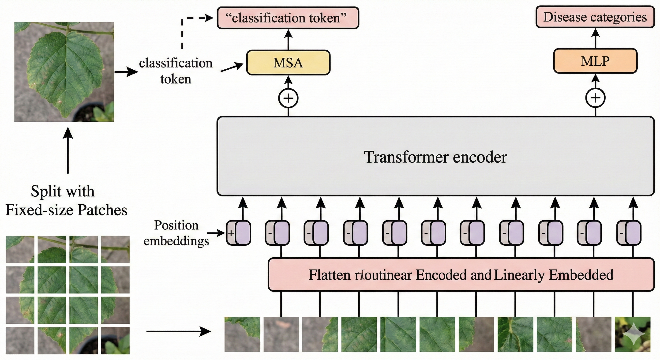 "classification token"
Disease categories
classification
token
MSA
MLP
Transformer encoder
Split with
Fixed-size Patches
Position
embeddings
Flatten r/outinear Encoded and Linearly Embedded